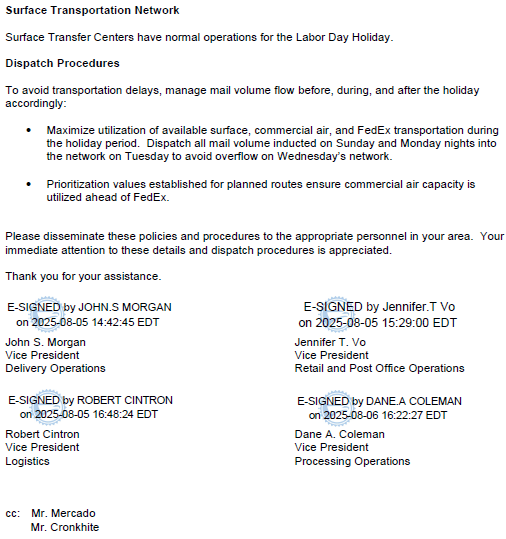 Surface Transportation Network
Surface Transfer Centers have normal operations for the Labor Day Holiday.
Dispatch Procedures
To avoid transportation delays, manage mail volume flow before, during, and after the holiday
accordingly:
• Maximize utilization of available surface, commercial air, and FedEx transportation during
the holiday period.  Dispatch all mail volume inducted on Sunday and Monday nights into
the network on Tuesday to avoid overflow on Wednesday's network.
• Prioritization values established for planned routes ensure commercial air capacity is
utilized ahead of FedEx.
Please disseminate these policies and procedures to the appropriate personnel in your area.  Your
immediate attention to these details and dispatch procedures is appreciated.
Thank you for your assistance.
E-SIGNED by JOHN.S MORGAN
on 2025-08-05 14:42:45 EDT
John S. Morgan
Vice President
Delivery Operations
E-SIGNED by Jennifer.T Vo
on 2025-08-05 15:29:00 EDT
Jennifer T. Vo
Vice President
Retail and Post Office Operations
E-SIGNED by ROBERT CINTRON
on 2025-08-05 16:48:24 EDT
Robert Cintron
Vice President
Logistics
E-SIGNED by DANE.A COLEMAN
on 2025-08-06 16:22:27 EDT
Dane A. Coleman
Vice President
Processing Operations
cc: Mr. Mercado
Mr. Cronkhite